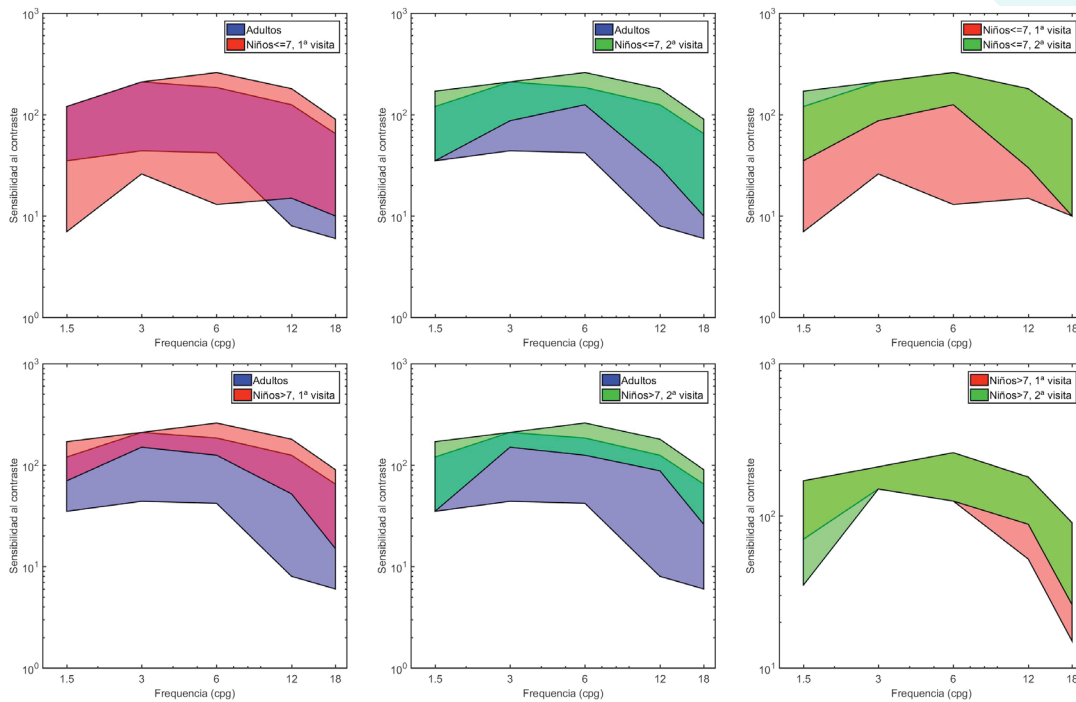 10³
Adultos
Niños<=7, 1ª visita
10²
10¹
10⁰
Sensibilidad al contraste
1.5 3 6 12 18
Frequencia (cpg)
10³
Adultos
Niños<=7, 2ª visita
10²
10¹
10⁰
Sensibilidad al contraste
1.5 3 6 12 18
Frequencia (cpg)
10³
Niños<=7, 1ª visita
Niños<=7, 2ª visita
10²
10¹
10⁰
Sensibilidad al contraste
1.5 3 6 12 18
Frequencia (cpg)
10³
Adultos
Niños>7, 1ª visita
10²
10¹
10⁰
Sensibilidad al contraste
1.5 3 6 12 18
Frequencia (cpg)
10³
Adultos
Niños>7, 2ª visita
10²
10¹
10⁰
Sensibilidad al contraste
1.5 3 6 12 18
Frequencia (cpg)
10³
Niños>7, 1ª visita
Niños>7, 2ª visita
10²
10¹
Sensibilidad al contraste
1.5 3 6 12 18
Frequencia (cpg)